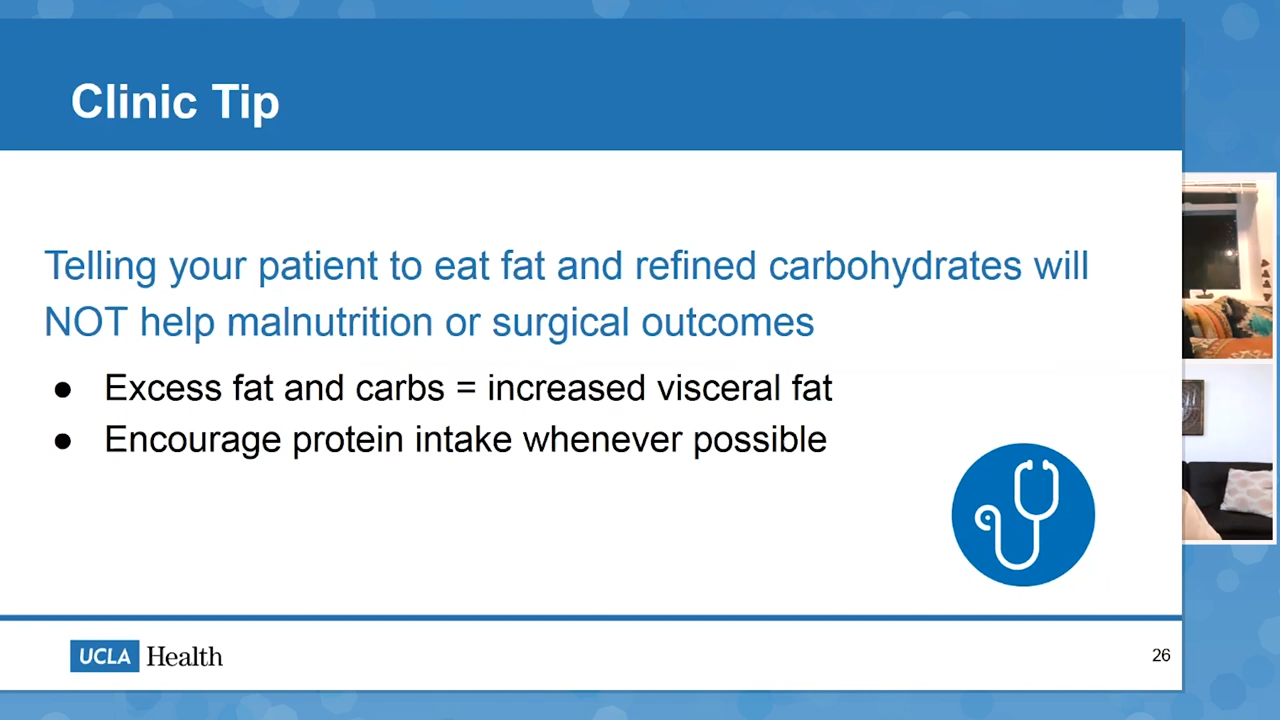 Clinic Tip
Telling your patient to eat fat and refined carbohydrates will
NOT help malnutrition or surgical outcomes
● Excess fat and carbs = increased visceral fat
● Encourage protein intake whenever possible
UCLA Health
26